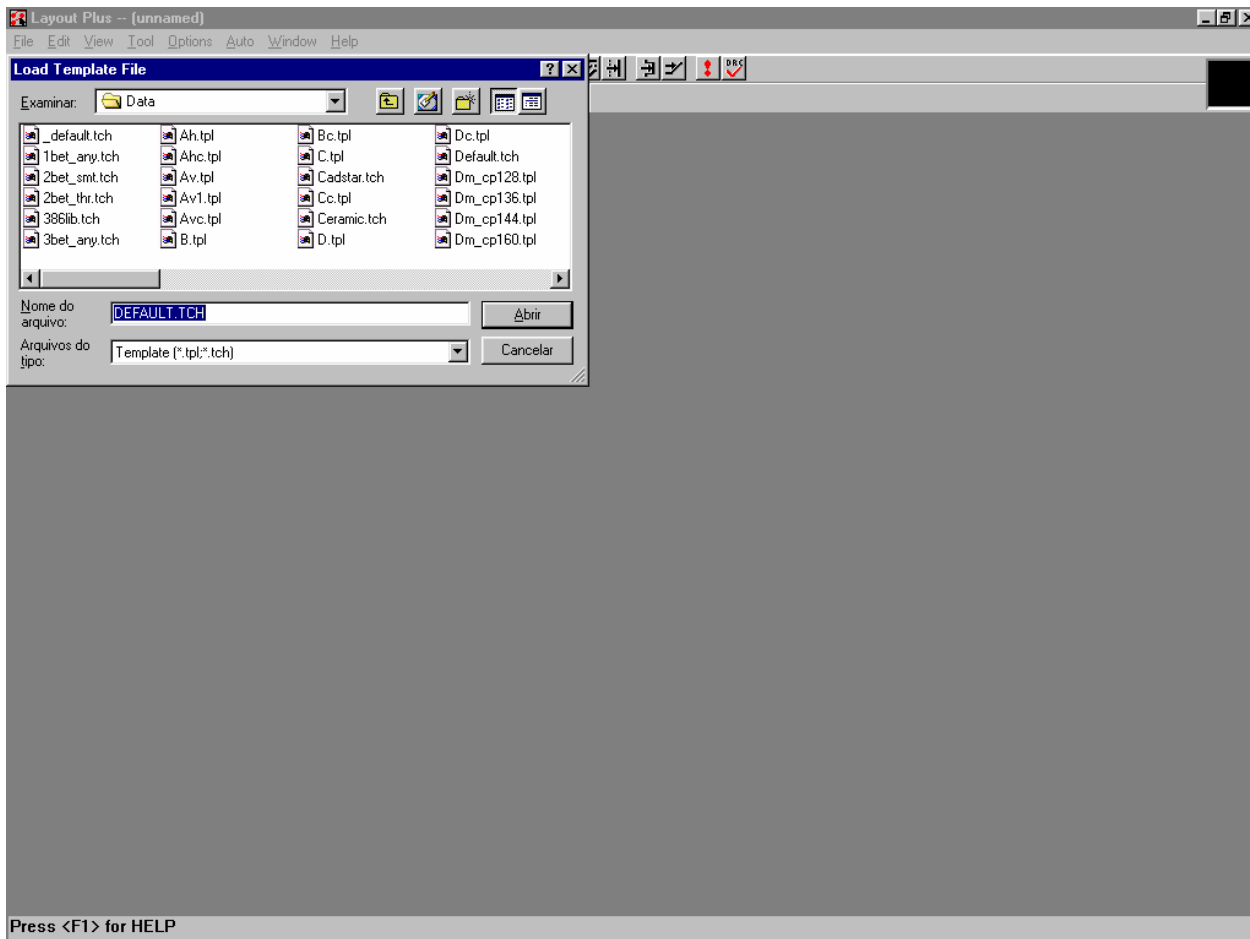 Layout Plus -- (unnamed)
File Edit View Tool Options Auto Window Help
Load Template File
DRC
Examinar: Data
_default.tch Ah.tpl Bc.tpl Dc.tpl
1bet_any.tch Ahc.tpl C.tpl Default.tch
2bet_smt.tch Av.tpl Cadstar.tch Dm_cp128.tpl
2bet_thr.tch Av1.tpl Cc.tpl Dm_cp136.tpl
386lib.tch Avc.tpl Ceramic.tch Dm_cp144.tpl
3bet_any.tch B.tpl D.tpl Dm_cp160.tpl
Nome do arquivo: DEFAULT.TCH Abrir
Arquivos do tipo: Template (*.tpl;*.tch) Cancelar
Press <F1> for HELP